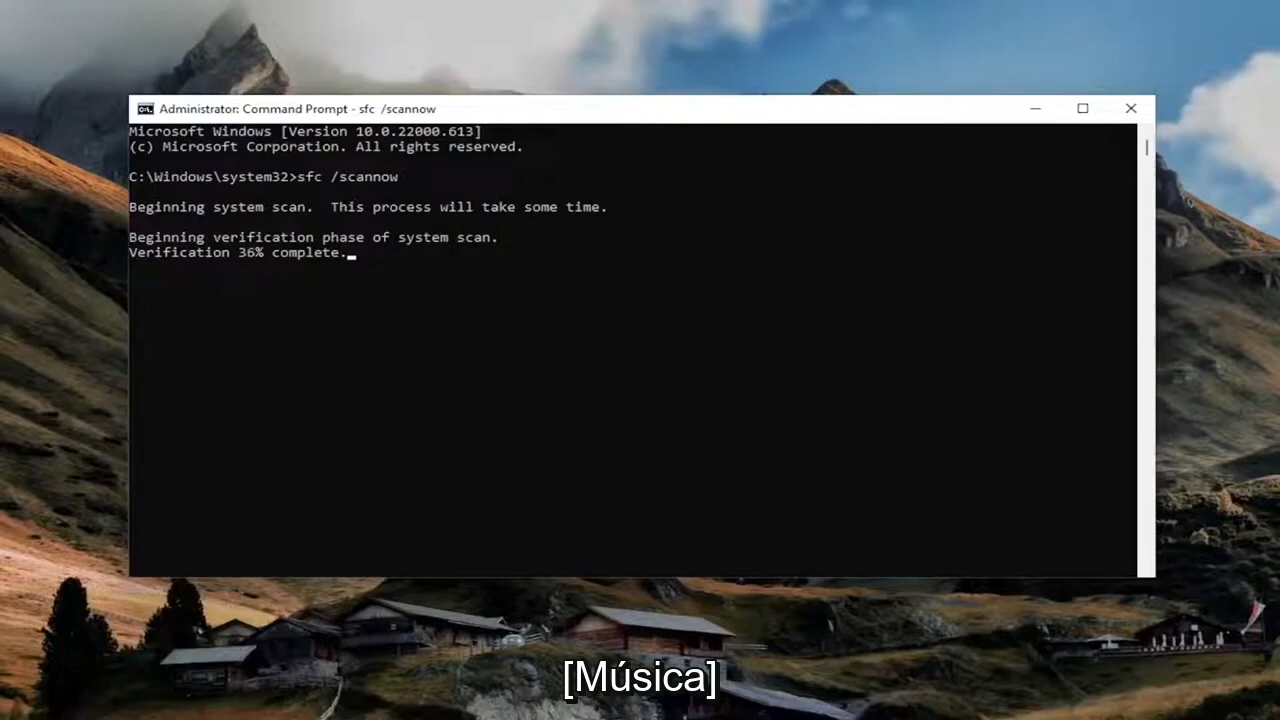 Administrator: Command Prompt - sfc /scannow
Microsoft Windows [Version 10.0.22000.613]
(c) Microsoft Corporation. All rights reserved.
C:\Windows\system32>sfc /scannow
Beginning system scan.  This process will take some time.
Beginning verification phase of system scan.
Verification 36% complete.
[Música]